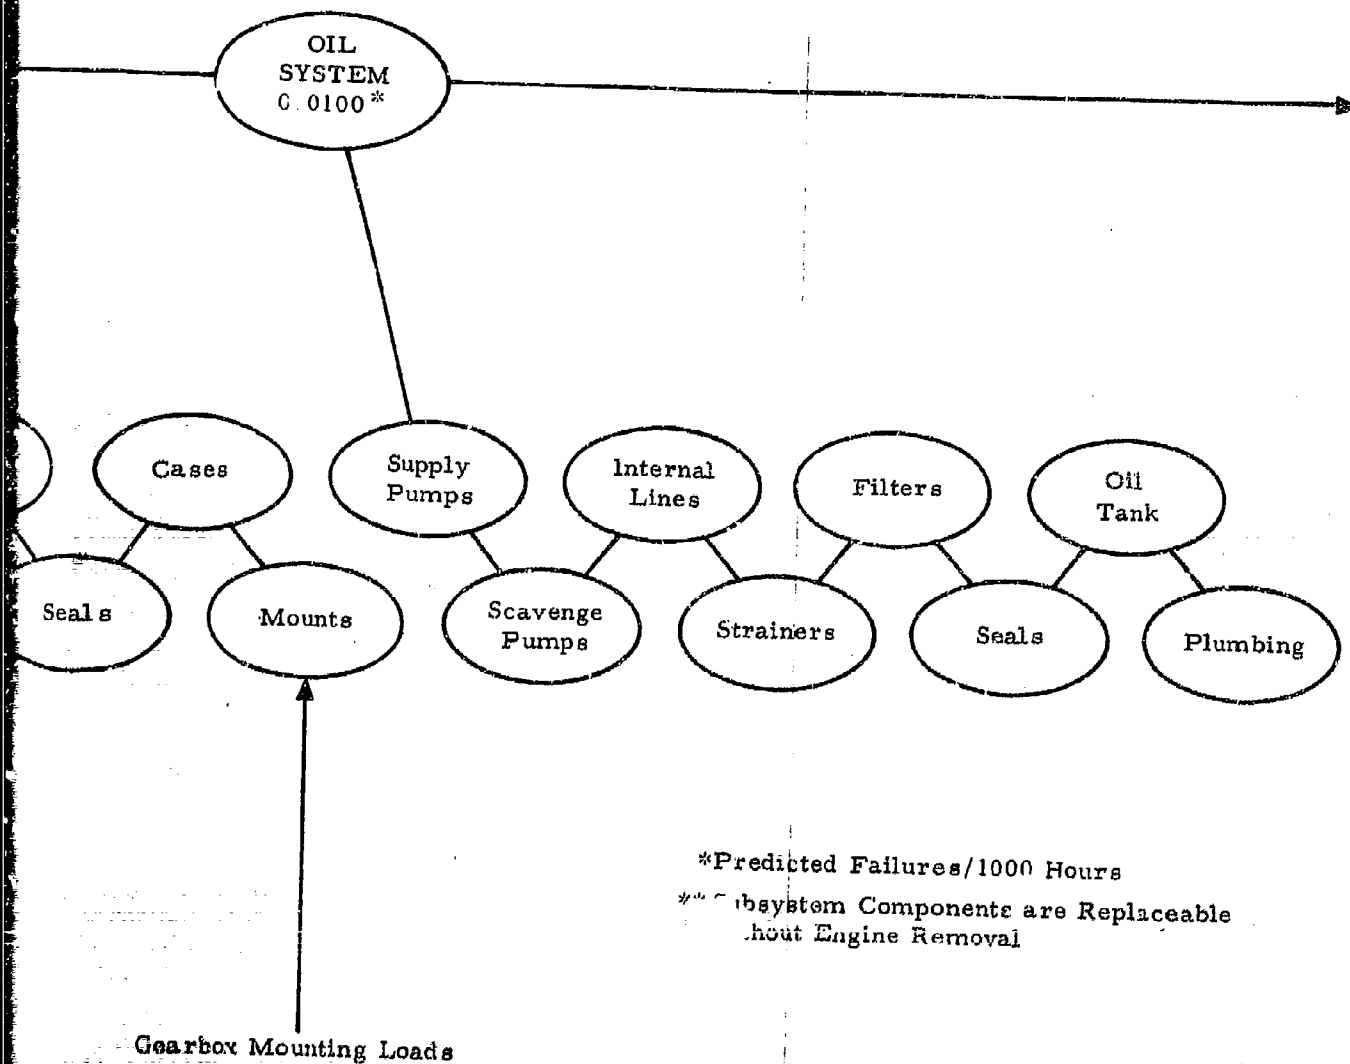 OIL
SYSTEM
0.0100*
Cases
Supply
Pumps
Internal
Lines
Filters
Oil
Tank
Seals
Mounts
Scavenge
Pumps
Strainers
Seals
Plumbing
*Predicted Failures/1000 Hours
** Components are Replaceable
Engine Removal
Gearbox Mounting Loads